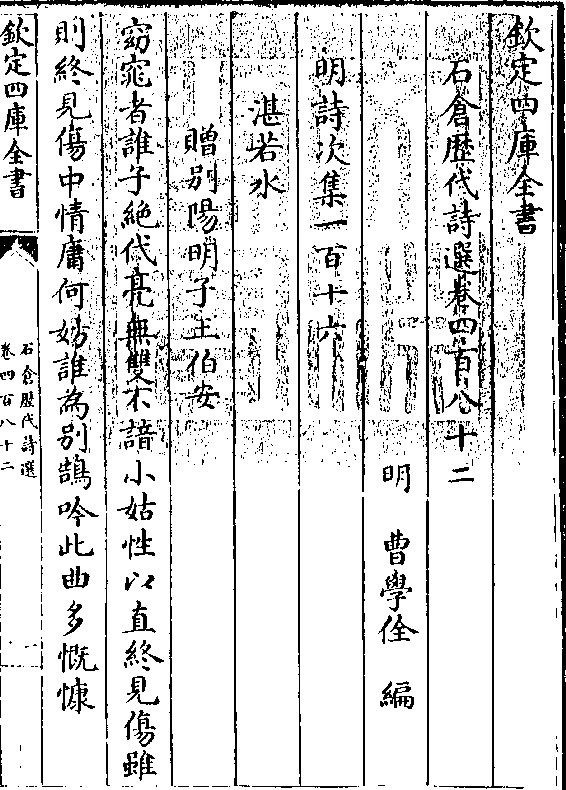 欽定四庫全書
石倉歴代詩選卷四百八十二
明 曹學佺 編
明詩次集一百十六
湛若水
贈别陽明子王伯安
窈窕者誰子絶代亮無雙不諳小姑性以直終見傷雖
則終見傷中情庸何妨誰為别鵠吟此曲多慨慷
欽定四庫全書
石倉歴代詩選
卷四百八十二
一